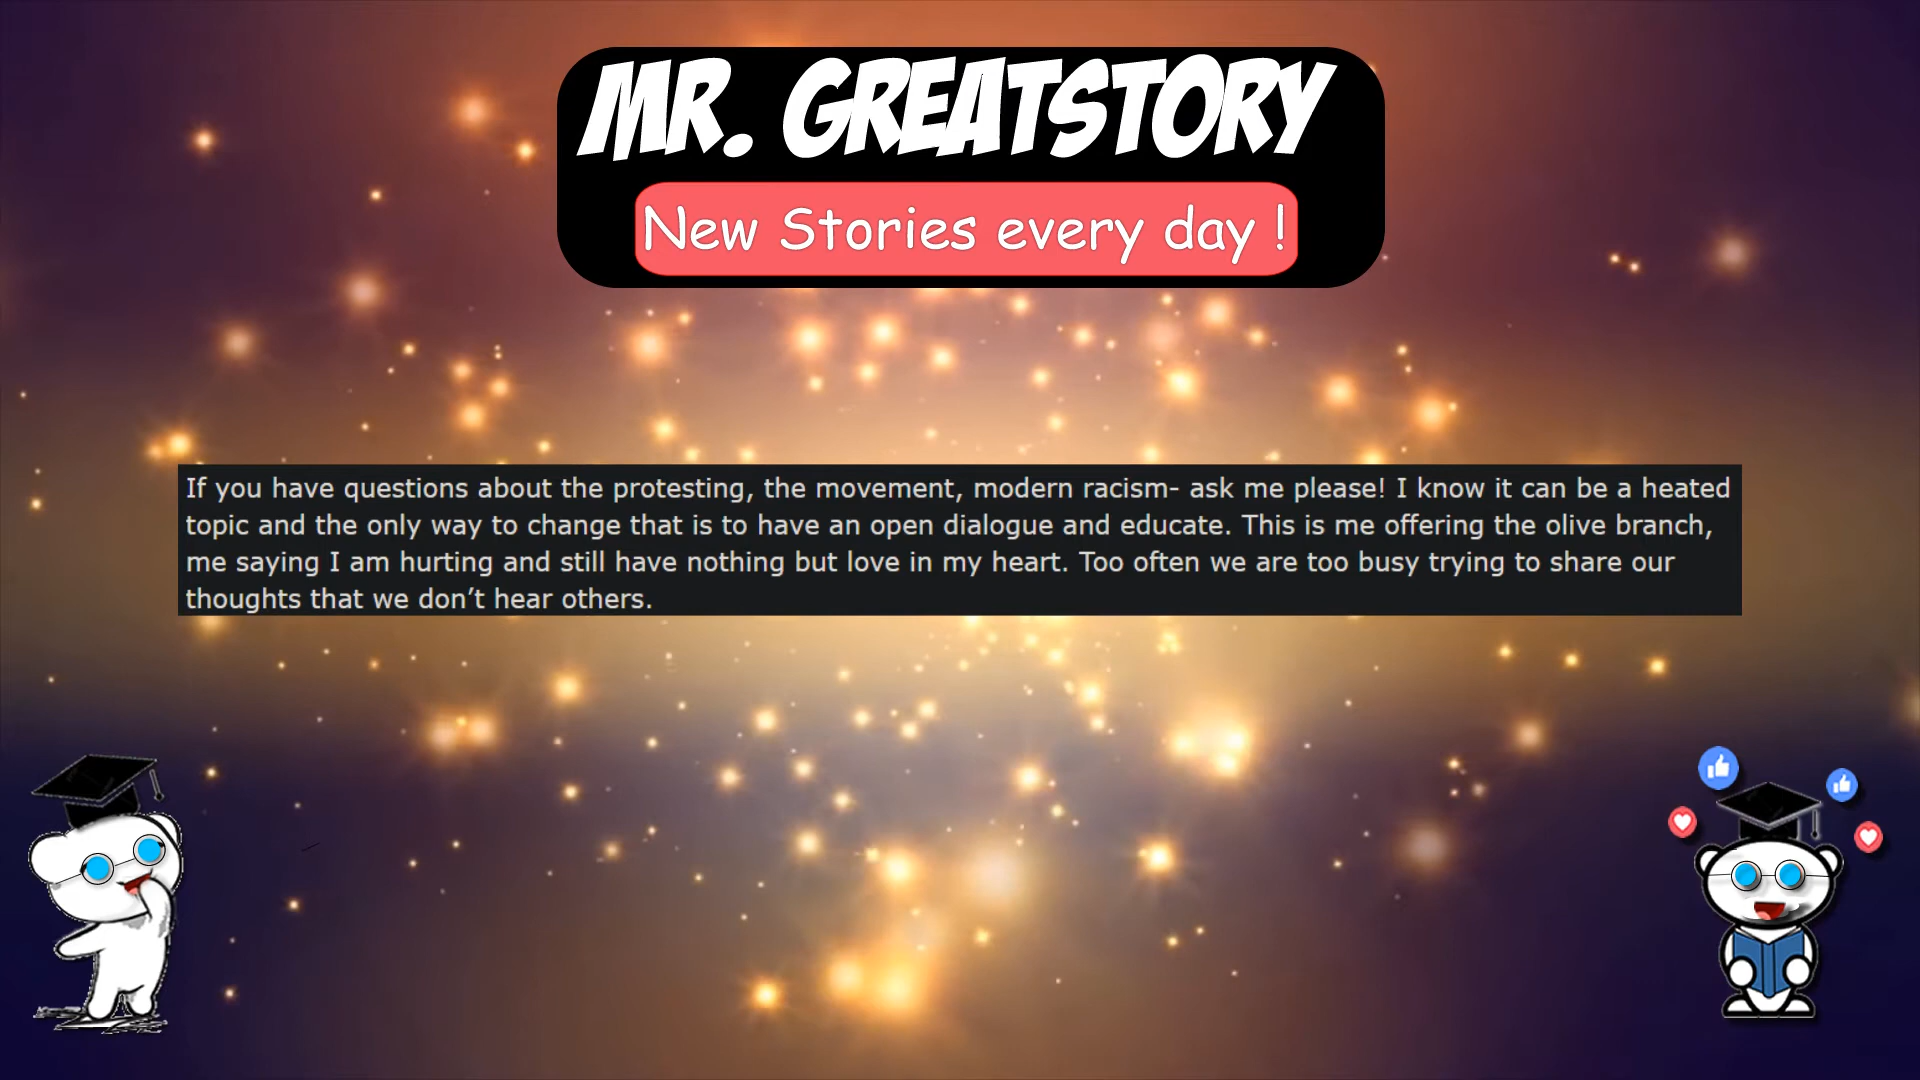 MR. GREATSTORY
New Stories every day !
If you have questions about the protesting, the movement, modern racism- ask me please! I know it can be a heated
topic and the only way to change that is to have an open dialogue and educate. This is me offering the olive branch,
me saying I am hurting and still have nothing but love in my heart. Too often we are too busy trying to share our
thoughts that we don’t hear others.